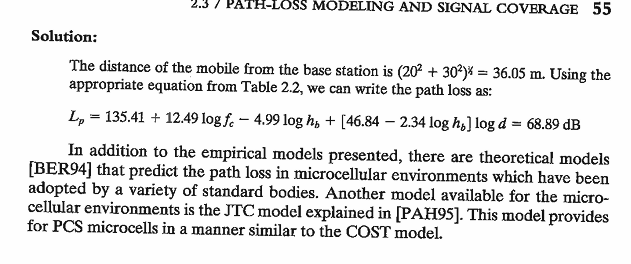 2.3 / PATH-LOSS MODELING AND SIGNAL COVERAGE 55
Solution:
The distance of the mobile from the base station is (20² + 30²)^½ = 36.05 m. Using the
appropriate equation from Table 2.2, we can write the path loss as:
Lₚ = 135.41 + 12.49 log f_c − 4.99 log h_b + [46.84 − 2.34 log h_b] log d = 68.89 dB
In addition to the empirical models presented, there are theoretical models
[BER94] that predict the path loss in microcellular environments which have been
adopted by a variety of standard bodies. Another model available for the micro-
cellular environments is the JTC model explained in [PAH95]. This model provides
for PCS microcells in a manner similar to the COST model.